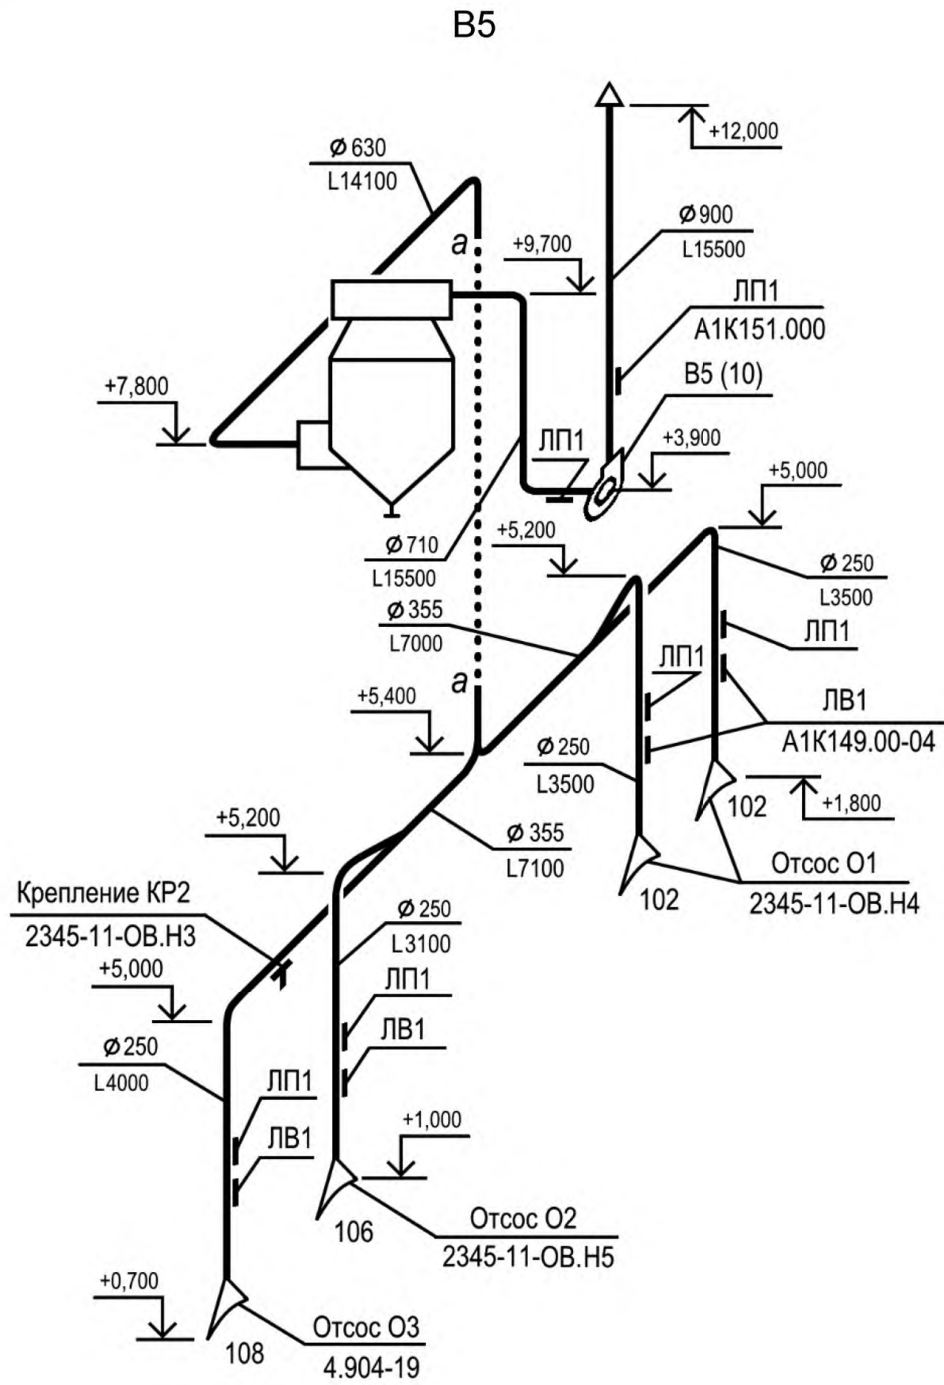 В5
+12,000
ø 630
L14100
ø 900
L15500
а
+9,700
ЛП1
А1К151.000
+7,800
В5 (10)
ЛП1
+3,900
+5,000
+5,200
ø 710
L15500
ø 250
L3500
ø 355
L7000
ЛП1
ЛП1
а
+5,400
ЛВ1
А1К149.00-04
ø 250
L3500
102
+1,800
+5,200
ø 355
L7100
Отсос О1
2345-11-ОВ.Н4
102
Крепление КР2
2345-11-ОВ.Н3
ø 250
L3100
+5,000
ЛП1
ЛВ1
ø 250
L4000
ЛП1
ЛВ1
+1,000
106
Отсос О2
2345-11-ОВ.Н5
+0,700
108
Отсос О3
4.904-19